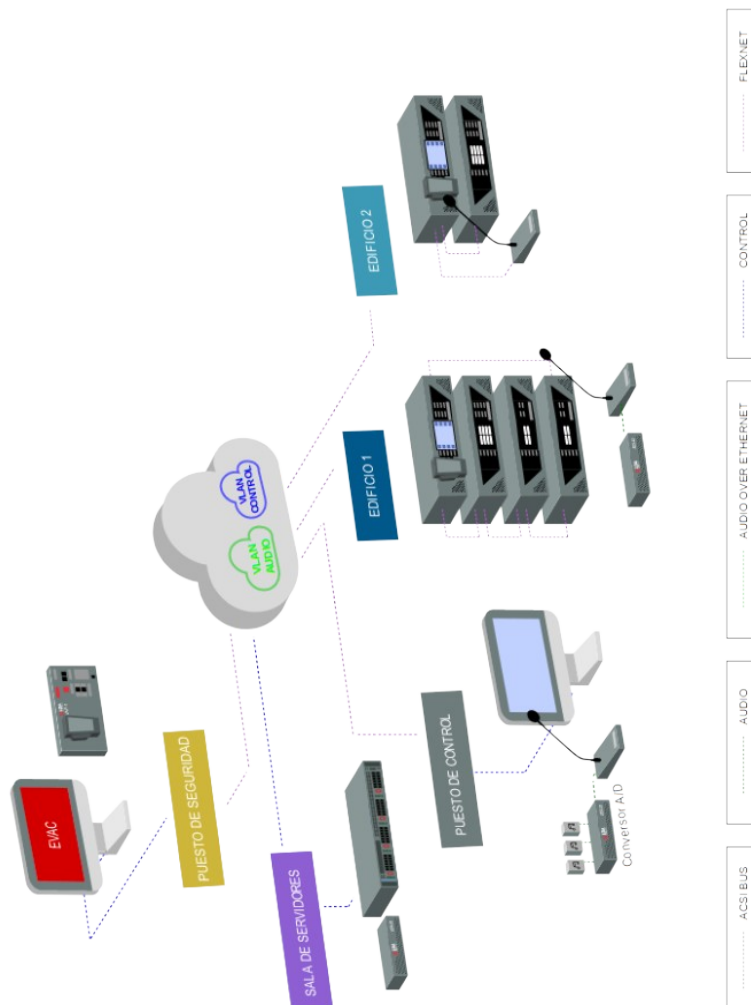 EVAC
PUESTO DE SEGURIDAD
SALA DE SERVIDORES
VLAN
AUDIO
VLAN
CONTROL
PUESTO DE CONTROL
Conversor A/D
EDIFICIO 1
EDIFICIO 2
ACSI BUS
AUDIO
AUDIO OVER ETHERNET
CONTROL
FLEXNET